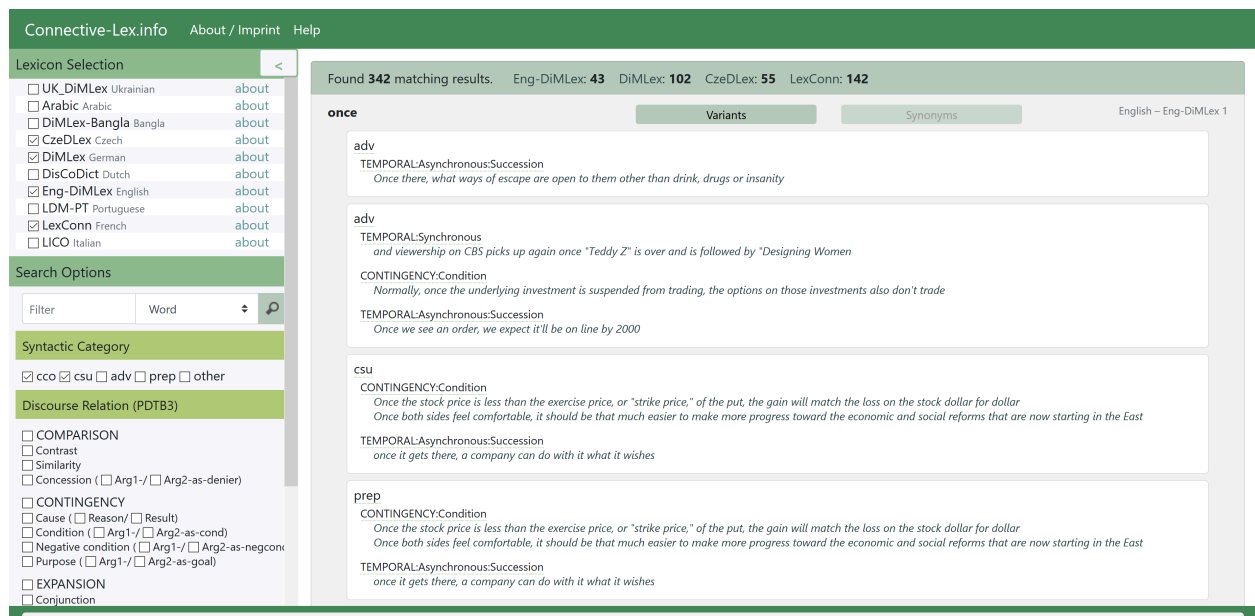 Connective-Lex.info About / Imprint Help
Lexicon Selection <
UK_DiMLex Ukrainian about
Arabic Arabic about
DiMLex-Bangla Bangla about
CzeDLex Czech about
DiMLex German about
DisCoDict Dutch about
Eng-DiMLex English about
LDM-PT Portuguese about
LexConn French about
LICO Italian about
Search Options
Filter Word
Syntactic Category
cco csu adv prep other
Discourse Relation (PDTB3)
COMPARISON
Contrast
Similarity
Concession ( Arg1-/ Arg2-as-denier)
CONTINGENCY
Cause ( Reason/ Result)
Condition ( Arg1-/ Arg2-as-cond)
Negative condition ( Arg1-/ Arg2-as-negcond
Purpose ( Arg1-/ Arg2-as-goal)
EXPANSION
Conjunction
Found 342 matching results. Eng-DiMLex: 43 DiMLex: 102 CzeDLex: 55 LexConn: 142
once Variants Synonyms English – Eng-DiMLex 1
adv
TEMPORAL:Asynchronous:Succession
Once there, what ways of escape are open to them other than drink, drugs or insanity
adv
TEMPORAL:Synchronous
and viewership on CBS picks up again once "Teddy Z" is over and is followed by "Designing Women
CONTINGENCY:Condition
Normally, once the underlying investment is suspended from trading, the options on those investments also don't trade
TEMPORAL:Asynchronous:Succession
Once we see an order, we expect it'll be on line by 2000
csu
CONTINGENCY:Condition
Once the stock price is less than the exercise price, or "strike price," of the put, the gain will match the loss on the stock dollar for dollar
Once both sides feel comfortable, it should be that much easier to make more progress toward the economic and social reforms that are now starting in the East
TEMPORAL:Asynchronous:Succession
once it gets there, a company can do with it what it wishes
prep
CONTINGENCY:Condition
Once the stock price is less than the exercise price, or "strike price," of the put, the gain will match the loss on the stock dollar for dollar
Once both sides feel comfortable, it should be that much easier to make more progress toward the economic and social reforms that are now starting in the East
TEMPORAL:Asynchronous:Succession
once it gets there, a company can do with it what it wishes